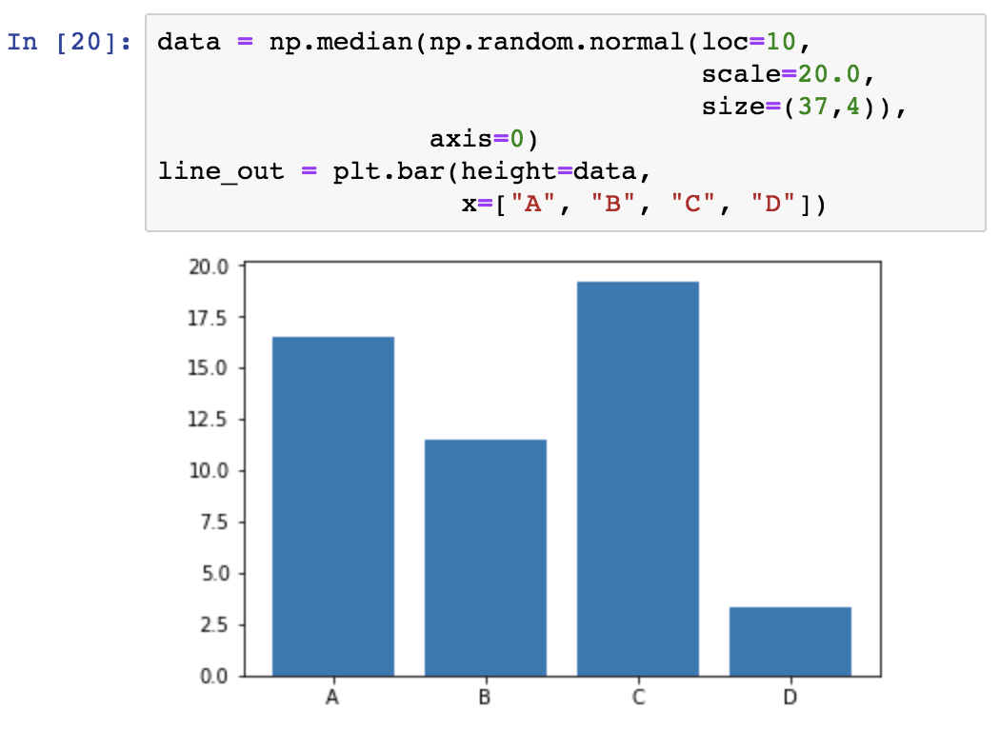 In [20]: data = np.median(np.random.normal(loc=10,
scale=20.0,
size=(37,4)),
axis=0)
line_out = plt.bar(height=data,
x=["A", "B", "C", "D"])
20.0
17.5
15.0
12.5
10.0
7.5
5.0
2.5
0.0
A B C D